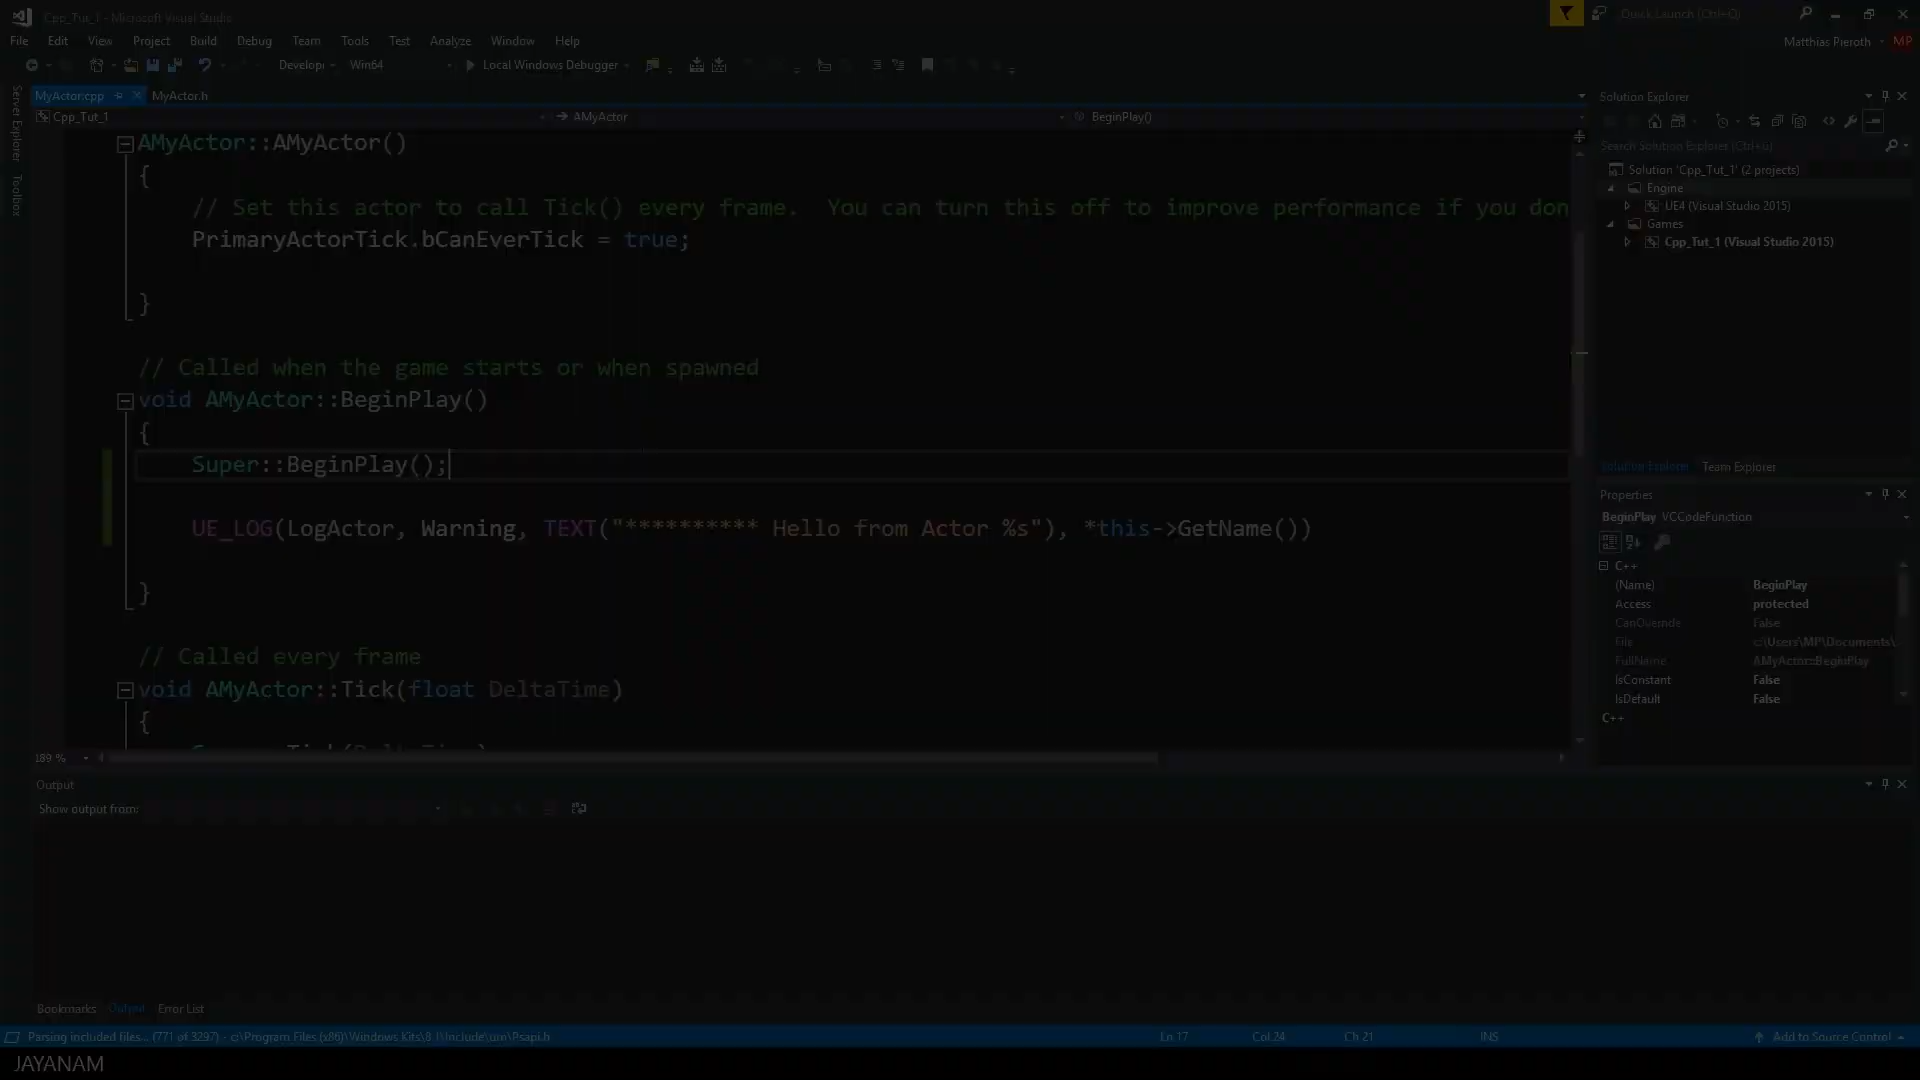 Cpp_Tut_1 - Microsoft Visual Studio
Quick Launch (Ctrl+Q)
File Edit View Project Build Debug Team Tools Test Analyze Window Help
Matthias Pieroth MP
Developi Win64 Local Windows Debugger
MyActor.cpp MyActor.h
Server Explorer
Toolbox
Cpp_Tut_1 AMyActor BeginPlay()
AMyActor::AMyActor()
{
// Set this actor to call Tick() every frame.  You can turn this off to improve performance if you don
PrimaryActorTick.bCanEverTick = true;
}
// Called when the game starts or when spawned
void AMyActor::BeginPlay()
{
Super::BeginPlay();
UE_LOG(LogActor, Warning, TEXT("********** Hello from Actor %s"), *this->GetName())
}
// Called every frame
void AMyActor::Tick(float DeltaTime)
{
189 %
Solution Explorer
Search Solution Explorer (Ctrl+ü)
Solution 'Cpp_Tut_1' (2 projects)
Engine
UE4 (Visual Studio 2015)
Games
Cpp_Tut_1 (Visual Studio 2015)
Solution Explorer Team Explorer
Properties
BeginPlay VCCodeFunction
C++
(Name) BeginPlay
Access protected
CanOverride False
File c:\Users\MP\Documents\
FullName AMyActor::BeginPlay
IsConstant False
IsDefault False
C++
Output
Show output from:
Bookmarks Output Error List
Parsing included files... (771 of 3297) - c:\Program Files (x86)\Windows Kits\8.1\Include\um\Psapi.h
Ln 17 Col 24 Ch 21 INS Add to Source Control
JAYANAM